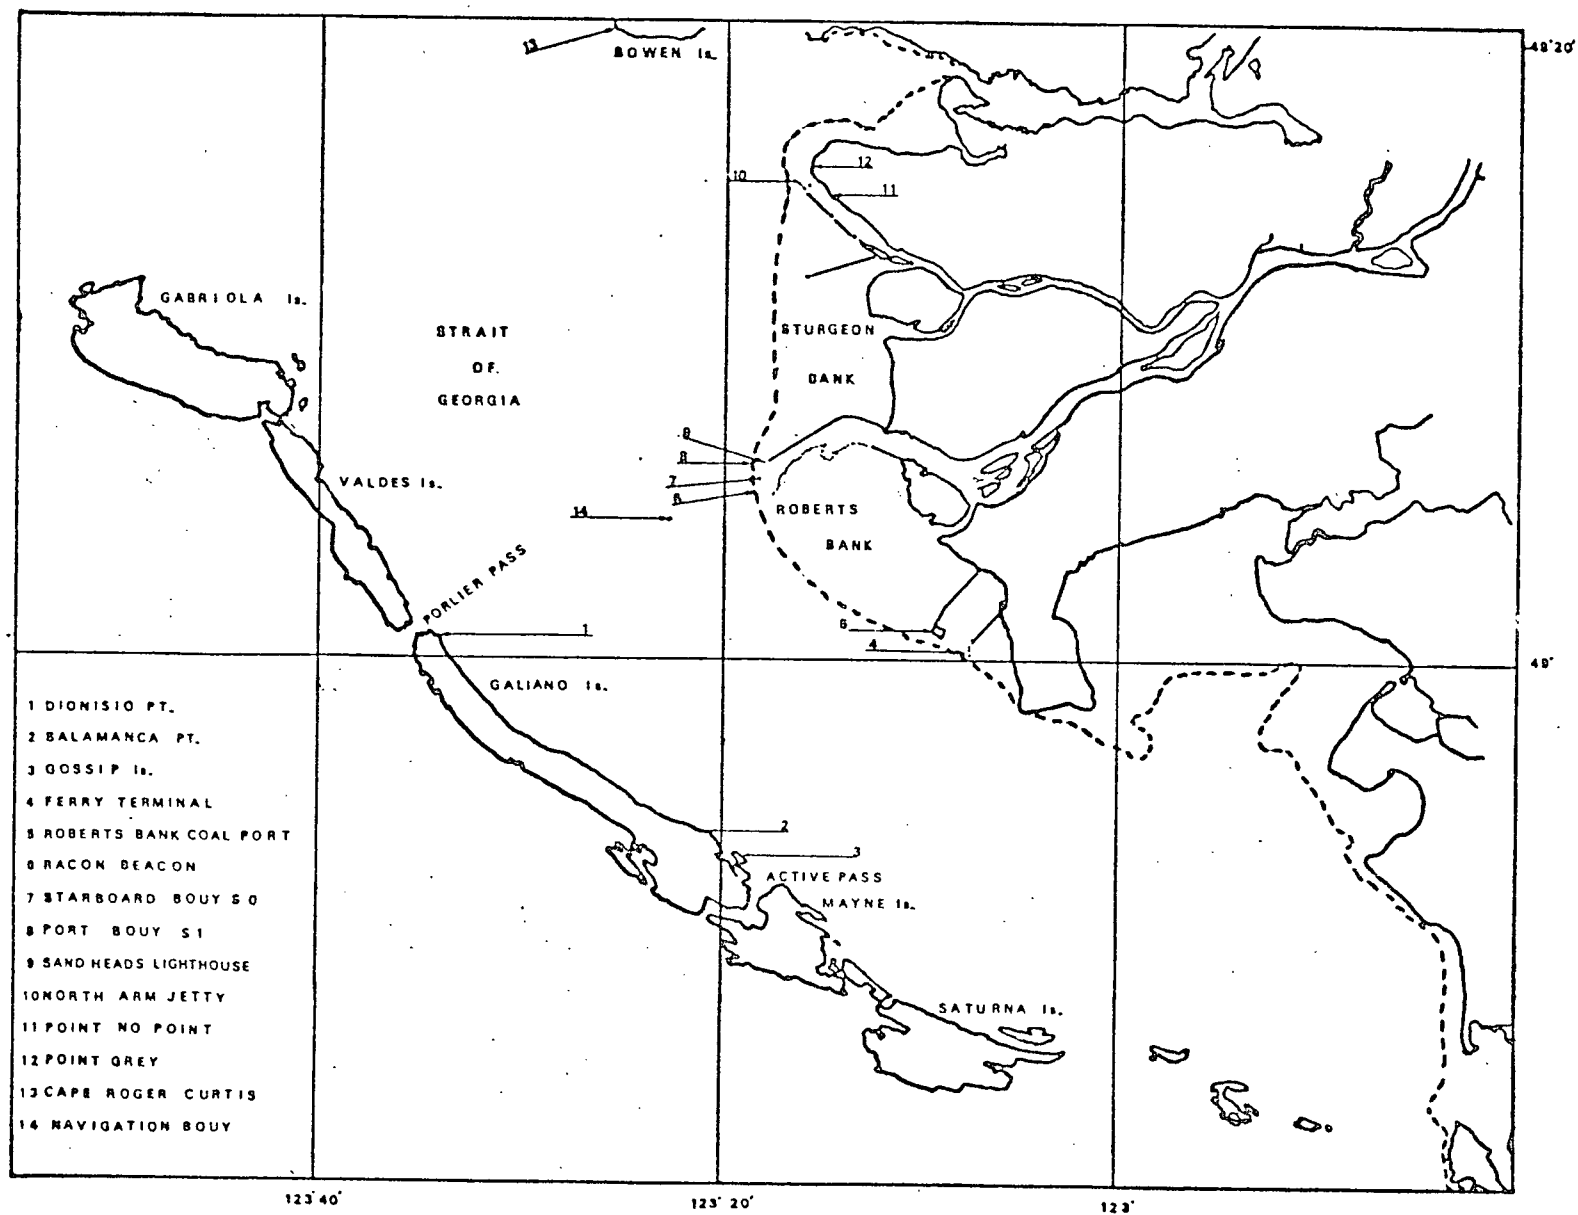 13
BOWEN Is.
49°20'
12
10
11
GABRIOLA Is.
STRAIT
OF.
GEORGIA
STURGEON
BANK
9
8
VALDES Is.
7
6
14
ROBERTS
BANK
PORLIER PASS
1
5
4
49°
GALIANO Is.
1 DIONISIO PT.
2 SALAMANCA PT.
3 GOSSIP Is.
4 FERRY TERMINAL
5 ROBERTS BANK COAL PORT
6 RACON BEACON
7 STARBOARD BOUY S0
8 PORT BOUY S1
9 SAND HEADS LIGHTHOUSE
10 NORTH ARM JETTY
11 POINT NO POINT
12 POINT GREY
13 CAPE ROGER CURTIS
14 NAVIGATION BOUY
2
3
ACTIVE PASS
MAYNE Is.
SATURNA Is.
123°40'
123°20'
123°